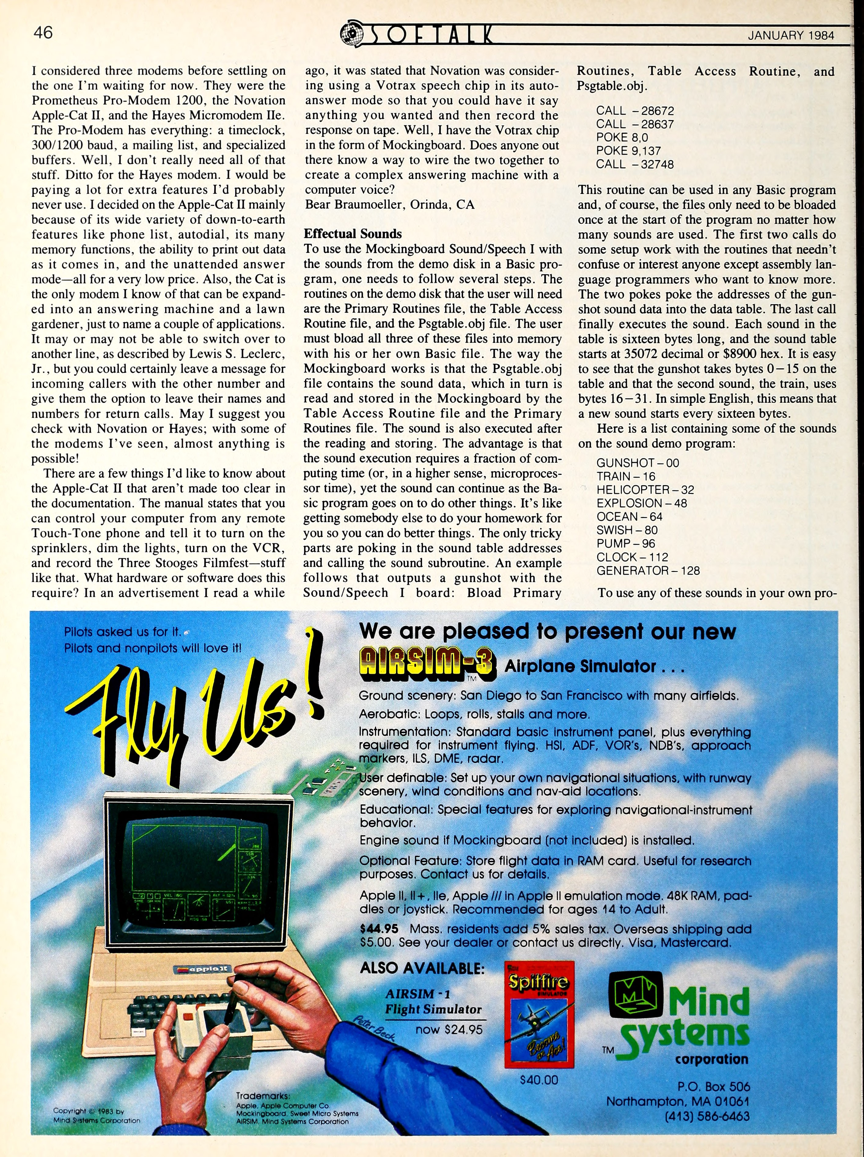 46
SOFTALK
JANUARY 1984
I considered three modems before settling on
the one I'm waiting for now. They were the
Prometheus Pro-Modem 1200, the Novation
Apple-Cat II, and the Hayes Micromodem IIe.
The Pro-Modem has everything: a timeclock,
300/1200 baud, a mailing list, and specialized
buffers. Well, I don't really need all of that
stuff. Ditto for the Hayes modem. I would be
paying a lot for extra features I'd probably
never use. I decided on the Apple-Cat II mainly
because of its wide variety of down-to-earth
features like phone list, autodial, its many
memory functions, the ability to print out data
as it comes in, and the unattended answer
mode—all for a very low price. Also, the Cat is
the only modem I know of that can be expand-
ed into an answering machine and a lawn
gardener, just to name a couple of applications.
It may or may not be able to switch over to
another line, as described by Lewis S. Leclerc,
Jr., but you could certainly leave a message for
incoming callers with the other number and
give them the option to leave their names and
numbers for return calls. May I suggest you
check with Novation or Hayes; with some of
the modems I've seen, almost anything is
possible!
There are a few things I'd like to know about
the Apple-Cat II that aren't made too clear in
the documentation. The manual states that you
can control your computer from any remote
Touch-Tone phone and tell it to turn on the
sprinklers, dim the lights, turn on the VCR,
and record the Three Stooges Filmfest—stuff
like that. What hardware or software does this
require? In an advertisement I read a while
ago, it was stated that Novation was consider-
ing using a Votrax speech chip in its auto-
answer mode so that you could have it say
anything you wanted and then record the
response on tape. Well, I have the Votrax chip
in the form of Mockingboard. Does anyone out
there know a way to wire the two together to
create a complex answering machine with a
computer voice?
Bear Braumoeller, Orinda, CA
Effectual Sounds
To use the Mockingboard Sound/Speech I with
the sounds from the demo disk in a Basic pro-
gram, one needs to follow several steps. The
routines on the demo disk that the user will need
are the Primary Routines file, the Table Access
Routine file, and the Psgtable.obj file. The user
must bload all three of these files into memory
with his or her own Basic file. The way the
Mockingboard works is that the Psgtable.obj
file contains the sound data, which in turn is
read and stored in the Mockingboard by the
Table Access Routine file and the Primary
Routines file. The sound is also executed after
the reading and storing. The advantage is that
the sound execution requires a fraction of com-
puting time (or, in a higher sense, microproces-
sor time), yet the sound can continue as the Ba-
sic program goes on to do other things. It's like
getting somebody else to do your homework for
you so you can do better things. The only tricky
parts are poking in the sound table addresses
and calling the sound subroutine. An example
follows that outputs a gunshot with the
Sound/Speech I board: Bload Primary
Routines, Table Access Routine, and
Psgtable.obj.
CALL −28672
CALL −28637
POKE 8,0
POKE 9,137
CALL −32748
This routine can be used in any Basic program
and, of course, the files only need to be bloaded
once at the start of the program no matter how
many sounds are used. The first two calls do
some setup work with the routines that needn't
confuse or interest anyone except assembly lan-
guage programmers who want to know more.
The two pokes poke the addresses of the gun-
shot sound data into the data table. The last call
finally executes the sound. Each sound in the
table is sixteen bytes long, and the sound table
starts at 35072 decimal or $8900 hex. It is easy
to see that the gunshot takes bytes 0−15 on the
table and that the second sound, the train, uses
bytes 16−31. In simple English, this means that
a new sound starts every sixteen bytes.
Here is a list containing some of the sounds
on the sound demo program:
GUNSHOT−00
TRAIN−16
HELICOPTER−32
EXPLOSION−48
OCEAN−64
SWISH−80
PUMP−96
CLOCK−112
GENERATOR−128
To use any of these sounds in your own pro-
Pilots asked us for it.
Pilots and nonpilots will love it!
Fly Us!
We are pleased to present our new
AIRSIM-3™ Airplane Simulator . . .
Ground scenery: San Diego to San Francisco with many airfields.
Aerobatic: Loops, rolls, stalls and more.
Instrumentation: Standard basic instrument panel, plus everything
required for instrument flying. HSI, ADF, VOR's, NDB's, approach
markers, ILS, DME, radar.
User definable: Set up your own navigational situations, with runway
scenery, wind conditions and nav-aid locations.
Educational: Special features for exploring navigational-instrument
behavior.
Engine sound if Mockingboard (not included) is installed.
Optional Feature: Store flight data in RAM card. Useful for research
purposes. Contact us for details.
Apple II, II+, IIe, Apple /// in Apple II emulation mode. 48K RAM, pad-
dles or joystick. Recommended for ages 14 to Adult.
$44.95 Mass. residents add 5% sales tax. Overseas shipping add
$5.00. See your dealer or contact us directly. Visa, Mastercard.
ALSO AVAILABLE:
AIRSIM - 1
Flight Simulator
now $24.95
Spitfire
SIMULATOR
$40.00
Mind
Systems
™
corporation
P.O. Box 506
Northampton, MA 01061
(413) 586-6463
apple II
Peter Beck
Copyright © 1983 by
Mind Systems Corporation
Trademarks:
Apple, Apple Computer Co.
Mockingboard, Sweet Micro Systems
AIRSIM, Mind Systems Corporation